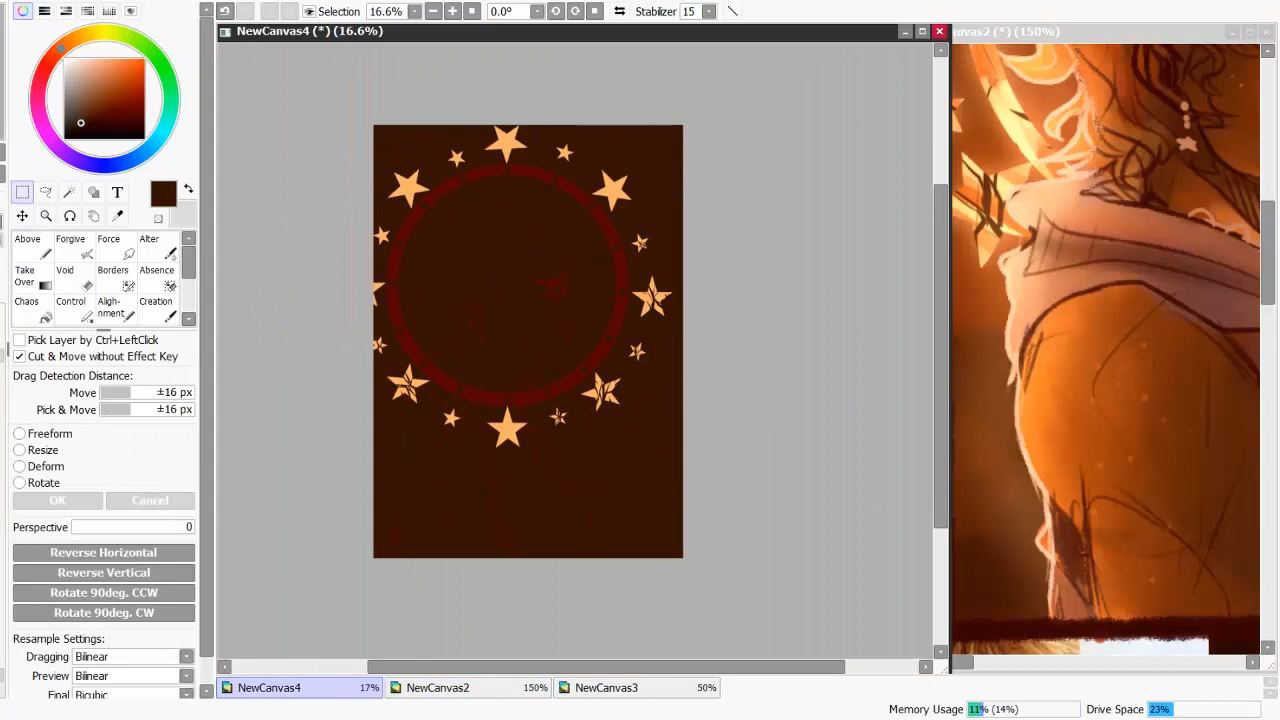 Selection 16.6% 0.0º Stabilizer 15
NewCanvas4 (*) (16.6%)
anvas2 (*) (150%)
T
Above Forgive Force Alter
Take Over Void Borders Absence
Chaos Control Aligh-nment Creation
Pick Layer by Ctrl+LeftClick
Cut & Move without Effect Key
Drag Detection Distance:
Move ±16 px
Pick & Move ±16 px
Freeform
Resize
Deform
Rotate
OK Cancel
Perspective 0
Reverse Horizontal
Reverse Vertical
Rotate 90deg. CCW
Rotate 90deg. CW
Resample Settings:
Dragging Bilinear
Preview Bilinear
Final Bicubic
NewCanvas4 17% NewCanvas2 150% NewCanvas3 50%
Memory Usage 11% (14%) Drive Space 23%